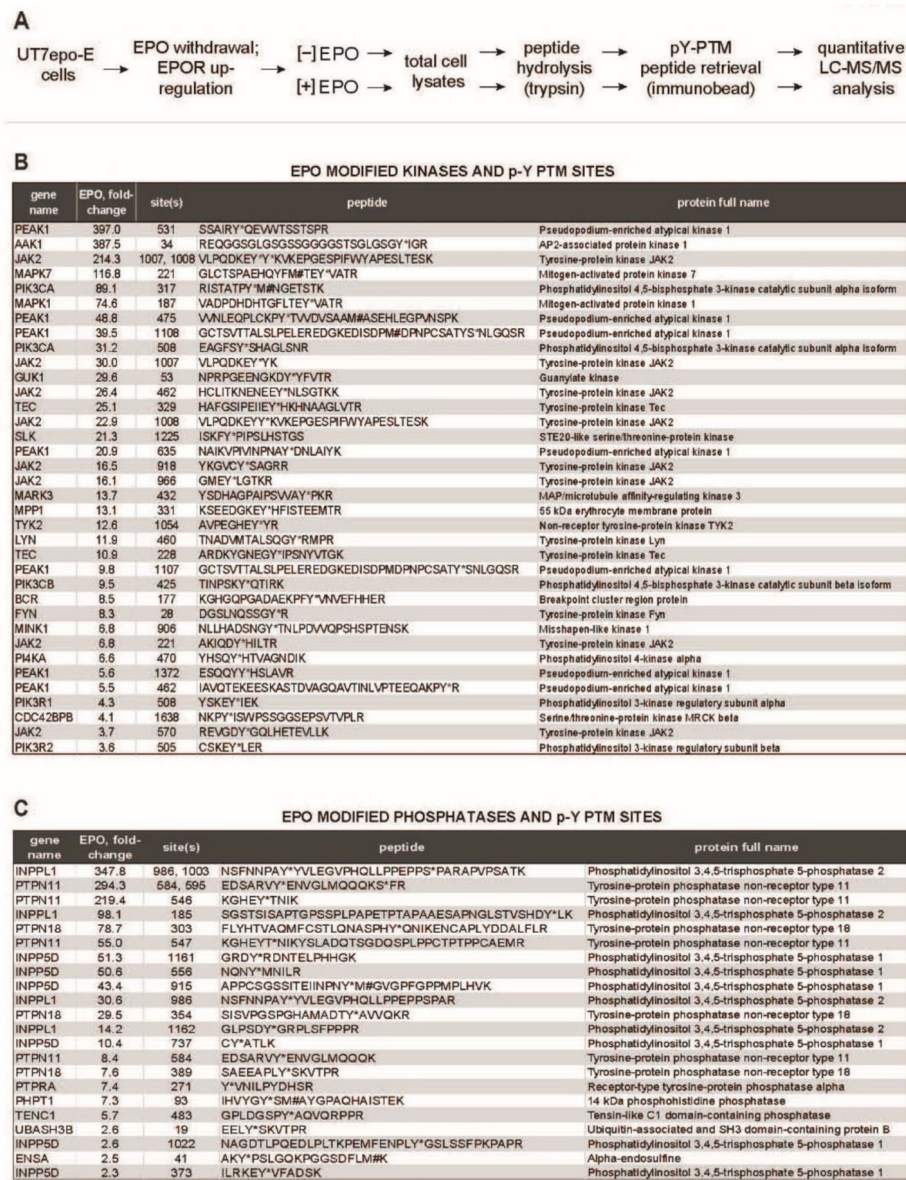 A
UT7epo-E cells → EPO withdrawal; EPOR up-regulation → [−] EPO → total cell lysates → peptide hydrolysis (trypsin) → pY-PTM peptide retrieval (immunobead) → quantitative LC-MS/MS analysis
[+] EPO
B
EPO MODIFIED KINASES AND p-Y PTM SITES
gene name EPO, fold-change site(s) peptide protein full name
PEAK1 397.0 531 SSAIRY*QEVWTSSTSPR Pseudopodium-enriched atypical kinase 1
AAK1 387.5 34 REQGGSGLGSGSSGGGGSTSGLGSGY*IGR AP2-associated protein kinase 1
JAK2 214.3 1007, 1008 VLPQDKEY*Y*KVKEPGESPIFWYAPESLTESK Tyrosine-protein kinase JAK2
MAPK7 116.8 221 GLCTSPAEHQYFM#TEY*VATR Mitogen-activated protein kinase 7
PIK3CA 89.1 317 RISTATPY*M#NGETSTK Phosphatidylinositol 4,5-bisphosphate 3-kinase catalytic subunit alpha isoform
MAPK1 74.6 187 VADPDHDHTGFLTEY*VATR Mitogen-activated protein kinase 1
PEAK1 48.8 475 VVNLEQPLCKPY*TVVDVSAAM#ASEHLEGPVNSPK Pseudopodium-enriched atypical kinase 1
PEAK1 39.5 1108 GCTSVTTALSLPELEREDGKEDISDPM#DPNPCSATYS*NLGQSR Pseudopodium-enriched atypical kinase 1
PIK3CA 31.2 508 EAGFSY*SHAGLSNR Phosphatidylinositol 4,5-bisphosphate 3-kinase catalytic subunit alpha isoform
JAK2 30.0 1007 VLPQDKEY*YK Tyrosine-protein kinase JAK2
GUK1 29.6 53 NPRPGEENGKDY*YFVTR Guanylate kinase
JAK2 26.4 462 HCLITKNENEEY*NLSGTKK Tyrosine-protein kinase JAK2
TEC 25.1 329 HAFGSIPEIIEY*HKHNAAGLVTR Tyrosine-protein kinase Tec
JAK2 22.9 1008 VLPQDKEYY*KVKEPGESPIFWYAPESLTESK Tyrosine-protein kinase JAK2
SLK 21.3 1225 ISKFY*PIPSLHSTGS STE20-like serine/threonine-protein kinase
PEAK1 20.9 635 NAIKVPIVINPNAY*DNLAIYK Pseudopodium-enriched atypical kinase 1
JAK2 16.5 918 YKGVCY*SAGRR Tyrosine-protein kinase JAK2
JAK2 16.1 966 GMEY*LGTKR Tyrosine-protein kinase JAK2
MARK3 13.7 432 YSDHAGPAIPSVVAY*PKR MAP/microtubule affinity-regulating kinase 3
MPP1 13.1 331 KSEEDGKEY*HFISTEEMTR 55 kDa erythrocyte membrane protein
TYK2 12.6 1054 AVPEGHEY*YR Non-receptor tyrosine-protein kinase TYK2
LYN 11.9 460 TNADVMTALSQGY*RMPR Tyrosine-protein kinase Lyn
TEC 10.9 228 ARDKYGNEGY*IPSNYVTGK Tyrosine-protein kinase Tec
PEAK1 9.8 1107 GCTSVTTALSLPELEREDGKEDISDPMDPNPCSATY*SNLGQSR Pseudopodium-enriched atypical kinase 1
PIK3CB 9.5 425 TINPSKY*QTIRK Phosphatidylinositol 4,5-bisphosphate 3-kinase catalytic subunit beta isoform
BCR 8.5 177 KGHGQPGADAEKPFY*VNVEFHHER Breakpoint cluster region protein
FYN 8.3 28 DGSLNQSSGY*R Tyrosine-protein kinase Fyn
MINK1 6.8 906 NLLHADSNGY*TNLPDVVQPSHSPTENSK Misshapen-like kinase 1
JAK2 6.8 221 AKIQDY*HILTR Tyrosine-protein kinase JAK2
PI4KA 6.6 470 YHSQY*HTVAGNDIK Phosphatidylinositol 4-kinase alpha
PEAK1 5.6 1372 ESQQYY*HSLAVR Pseudopodium-enriched atypical kinase 1
PEAK1 5.5 462 IAVQTEKEESKASTDVAGQAVTINLVPTEEQAKPY*R Pseudopodium-enriched atypical kinase 1
PIK3R1 4.3 508 YSKEY*IEK Phosphatidylinositol 3-kinase regulatory subunit alpha
CDC42BPB 4.1 1638 NKPY*ISWPSSGGSEPSVTVPLR Serine/threonine-protein kinase MRCK beta
JAK2 3.7 570 REVGDY*GQLHETEVLLK Tyrosine-protein kinase JAK2
PIK3R2 3.6 505 CSKEY*LER Phosphatidylinositol 3-kinase regulatory subunit beta
C
EPO MODIFIED PHOSPHATASES AND p-Y PTM SITES
gene name EPO, fold-change site(s) peptide protein full name
INPPL1 347.8 986, 1003 NSFNNPAY*YVLEGVPHQLLPPEPPS*PARAPVPSATK Phosphatidylinositol 3,4,5-trisphosphate 5-phosphatase 2
PTPN11 294.3 584, 595 EDSARVY*ENVGLMQQQKS*FR Tyrosine-protein phosphatase non-receptor type 11
PTPN11 219.4 546 KGHEY*TNIK Tyrosine-protein phosphatase non-receptor type 11
INPPL1 98.1 185 SGSTSISAPTGPSSPLPAPETPTAPAAESAPNGLSTVSHDY*LK Phosphatidylinositol 3,4,5-trisphosphate 5-phosphatase 2
PTPN18 78.7 303 FLYHTVAQMFCSTLQNASPHY*QNIKENCAPLYDDALFLR Tyrosine-protein phosphatase non-receptor type 18
PTPN11 55.0 547 KGHEYT*NIKYSLADQTSGDQSPLPPCTPTPPCAEMR Tyrosine-protein phosphatase non-receptor type 11
INPP5D 51.3 1161 GRDY*RDNTELPHHGK Phosphatidylinositol 3,4,5-trisphosphate 5-phosphatase 1
INPP5D 50.6 556 NQNY*MNILR Phosphatidylinositol 3,4,5-trisphosphate 5-phosphatase 1
INPP5D 43.4 915 APPCSGSSITEIINPNY*M#GVGPFGPPMPLHVK Phosphatidylinositol 3,4,5-trisphosphate 5-phosphatase 1
INPPL1 30.6 986 NSFNNPAY*YVLEGVPHQLLPPEPPSPAR Phosphatidylinositol 3,4,5-trisphosphate 5-phosphatase 2
PTPN18 29.5 354 SISVPGSPGHAMADTY*AVVQKR Tyrosine-protein phosphatase non-receptor type 18
INPPL1 14.2 1162 GLPSDY*GRPLSFPPPR Phosphatidylinositol 3,4,5-trisphosphate 5-phosphatase 2
INPP5D 10.4 737 CY*ATLK Phosphatidylinositol 3,4,5-trisphosphate 5-phosphatase 1
PTPN11 8.4 584 EDSARVY*ENVGLMQQQK Tyrosine-protein phosphatase non-receptor type 11
PTPN18 7.6 389 SAEEAPLY*SKVTPR Tyrosine-protein phosphatase non-receptor type 18
PTPRA 7.4 271 Y*VNILPYDHSR Receptor-type tyrosine-protein phosphatase alpha
PHPT1 7.3 93 IHVYGY*SM#AYGPAQHAISTEK 14 kDa phosphohistidine phosphatase
TENC1 5.7 483 GPLDGSPY*AQVQRPPR Tensin-like C1 domain-containing phosphatase
UBASH3B 2.6 19 EELY*SKVTPR Ubiquitin-associated and SH3 domain-containing protein B
INPP5D 2.6 1022 NAGDTLPQEDLPLTKPEMFENPLY*GSLSSFPKPAPR Phosphatidylinositol 3,4,5-trisphosphate 5-phosphatase 1
ENSA 2.5 41 AKY*PSLGQKPGGSDFLM#K Alpha-endosulfine
INPP5D 2.3 373 ILRKEY*VFADSK Phosphatidylinositol 3,4,5-trisphosphate 5-phosphatase 1